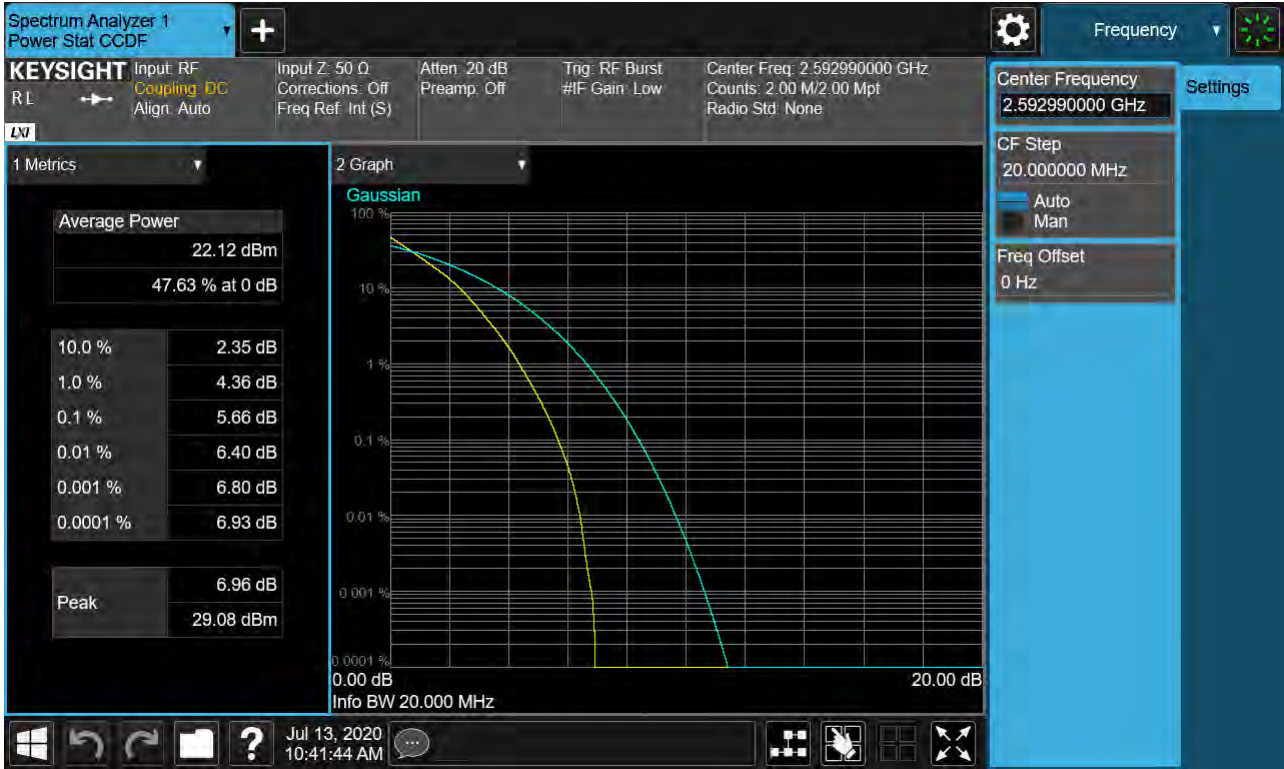 Spectrum Analyzer 1
Power Stat CCDF
+
Frequency
KEYSIGHT
R L
LXI
Input: RF
Coupling: DC
Align: Auto
Input Z: 50 Ω
Corrections: Off
Freq Ref: Int (S)
Atten: 20 dB
Preamp: Off
Trig: RF Burst
#IF Gain: Low
Center Freq: 2.592990000 GHz
Counts: 2.00 M/2.00 Mpt
Radio Std: None
1 Metrics
Average Power
22.12 dBm
47.63 % at 0 dB
10.0 % 2.35 dB
1.0 % 4.36 dB
0.1 % 5.66 dB
0.01 % 6.40 dB
0.001 % 6.80 dB
0.0001 % 6.93 dB
Peak
6.96 dB
29.08 dBm
2 Graph
Gaussian
100 %
10 %
1 %
0.1 %
0.01 %
0.001 %
0.0001 %
0.00 dB 20.00 dB
Info BW 20.000 MHz
Center Frequency
2.592990000 GHz
CF Step
20.000000 MHz
Auto
Man
Freq Offset
0 Hz
Settings
?
Jul 13, 2020
10:41:44 AM